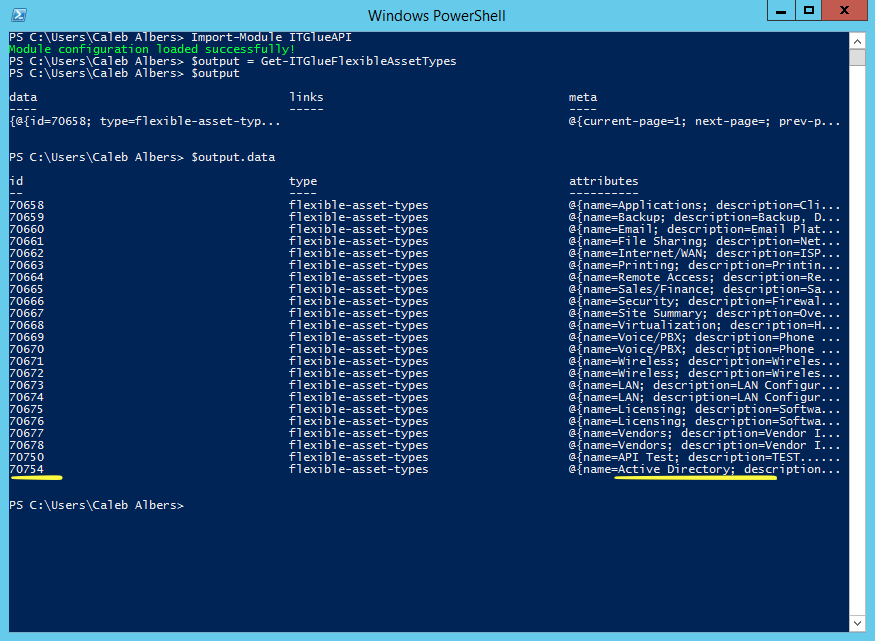 Windows PowerShell
PS C:\Users\Caleb Albers> Import-Module ITGlueAPI
Module configuration loaded successfully!
PS C:\Users\Caleb Albers> $output = Get-ITGlueFlexibleAssetTypes
PS C:\Users\Caleb Albers> $output
data links meta
---- ----- ----
{@{id=70658; type=flexible-asset-typ... @{current-page=1; next-page=; prev-p...
PS C:\Users\Caleb Albers> $output.data
id type attributes
-- ---- ----------
70658 flexible-asset-types @{name=Applications; description=Cli...
70659 flexible-asset-types @{name=Backup; description=Backup, D...
70660 flexible-asset-types @{name=Email; description=Email Plat...
70661 flexible-asset-types @{name=File Sharing; description=Net...
70662 flexible-asset-types @{name=Internet/WAN; description=ISP...
70663 flexible-asset-types @{name=Printing; description=Printin...
70664 flexible-asset-types @{name=Remote Access; description=Re...
70665 flexible-asset-types @{name=Sales/Finance; description=Sa...
70666 flexible-asset-types @{name=Security; description=Firewal...
70667 flexible-asset-types @{name=Site Summary; description=Ove...
70668 flexible-asset-types @{name=Virtualization; description=H...
70669 flexible-asset-types @{name=Voice/PBX; description=Phone ...
70670 flexible-asset-types @{name=Voice/PBX; description=Phone ...
70671 flexible-asset-types @{name=Wireless; description=Wireles...
70672 flexible-asset-types @{name=Wireless; description=Wireles...
70673 flexible-asset-types @{name=LAN; description=LAN Configur...
70674 flexible-asset-types @{name=LAN; description=LAN Configur...
70675 flexible-asset-types @{name=Licensing; description=Softwa...
70676 flexible-asset-types @{name=Licensing; description=Softwa...
70677 flexible-asset-types @{name=Vendors; description=Vendor I...
70678 flexible-asset-types @{name=Vendors; description=Vendor I...
70750 flexible-asset-types @{name=API Test; description=TEST......
70754 flexible-asset-types @{name=Active Directory; description...
PS C:\Users\Caleb Albers>